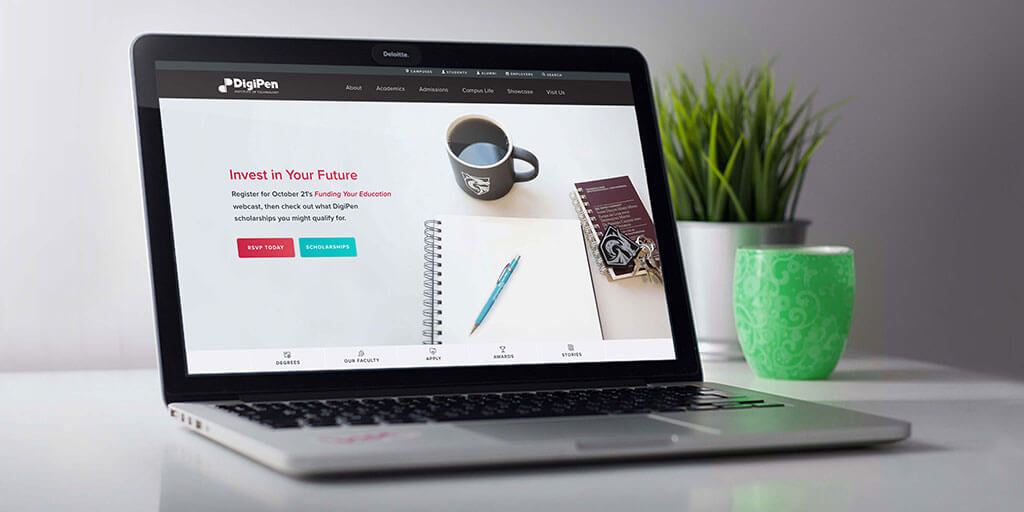 Deloitte.
CAMPUSES STUDENTS ALUMNI EMPLOYERS SEARCH
DigiPen
INSTITUTE OF TECHNOLOGY
About Academics Admissions Campus Life Showcase Visit Us
Invest in Your Future
Register for October 21's Funding Your Education
webcast, then check out what DigiPen
scholarships you might qualify for.
RSVP TODAY SCHOLARSHIPS
DEGREES OUR FACULTY APPLY AWARDS STORIES